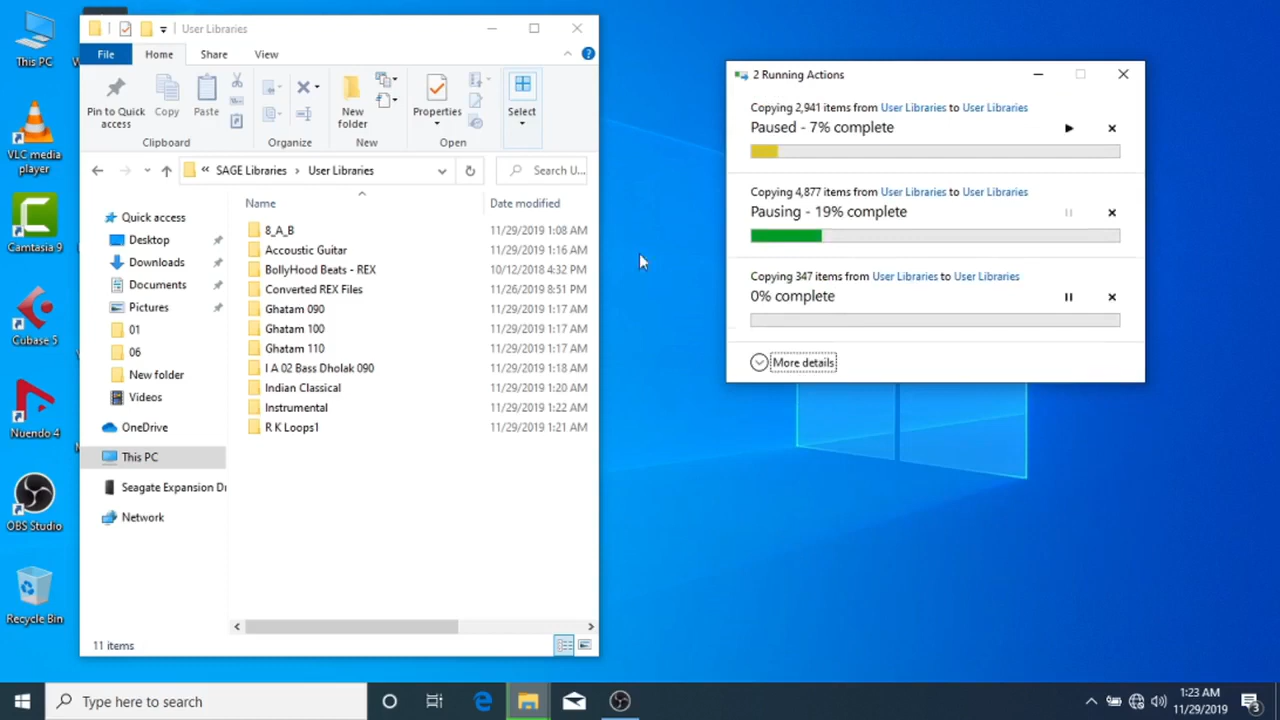 This PC
VLC media
player
Camtasia 9
Cubase 5
Nuendo 4
OBS Studio
Recycle Bin
User Libraries
File Home Share View
Pin to Quick
access
Copy
Paste
Clipboard
Organize
New
folder
New
Properties
Open
Select
« SAGE Libraries › User Libraries
Search U...
Quick access
Desktop
Downloads
Documents
Pictures
01
06
New folder
Videos
OneDrive
This PC
Seagate Expansion Dr
Network
Name Date modified
8_A_B 11/29/2019 1:08 AM
Accoustic Guitar 11/29/2019 1:16 AM
BollyHood Beats - REX 10/12/2018 4:32 PM
Converted REX Files 11/26/2019 8:51 PM
Ghatam 090 11/29/2019 1:17 AM
Ghatam 100 11/29/2019 1:17 AM
Ghatam 110 11/29/2019 1:17 AM
I A 02 Bass Dholak 090 11/29/2019 1:18 AM
Indian Classical 11/29/2019 1:20 AM
Instrumental 11/29/2019 1:22 AM
R K Loops1 11/29/2019 1:21 AM
11 items
2 Running Actions
Copying 2,941 items from User Libraries to User Libraries
Paused - 7% complete
Copying 4,877 items from User Libraries to User Libraries
Pausing - 19% complete
Copying 347 items from User Libraries to User Libraries
0% complete
More details
Type here to search
1:23 AM
11/29/2019
3